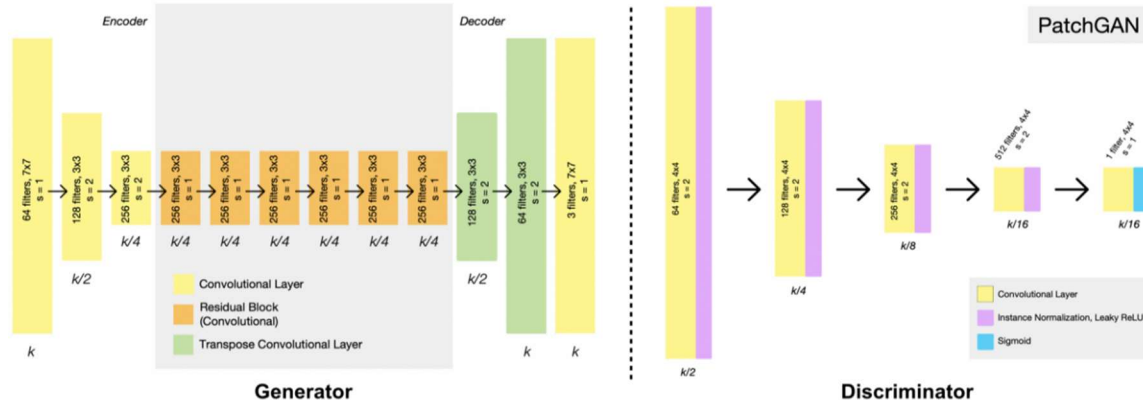 Encoder
Decoder
64 filters, 7x7
s = 1
128 filters, 3x3
s = 2
256 filters, 3x3
s = 2
256 filters, 3x3
s = 1
256 filters, 3x3
s = 1
256 filters, 3x3
s = 1
256 filters, 3x3
s = 1
256 filters, 3x3
s = 1
256 filters, 3x3
s = 1
128 filters, 3x3
s = 2
64 filters, 3x3
s = 2
3 filters, 7x7
s = 1
k
k/2
k/4
k/4
k/4
k/4
k/4
k/4
k/4
k/2
k
k
Convolutional Layer
Residual Block
(Convolutional)
Transpose Convolutional Layer
Generator
PatchGAN
64 filters, 4x4
s = 2
128 filters, 4x4
s = 2
256 filters, 4x4
s = 2
512 filters, 4x4
s = 2
1 filter, 4x4
s = 1
k/2
k/4
k/8
k/16
k/16
Convolutional Layer
Instance Normalization, Leaky ReLU
Sigmoid
Discriminator